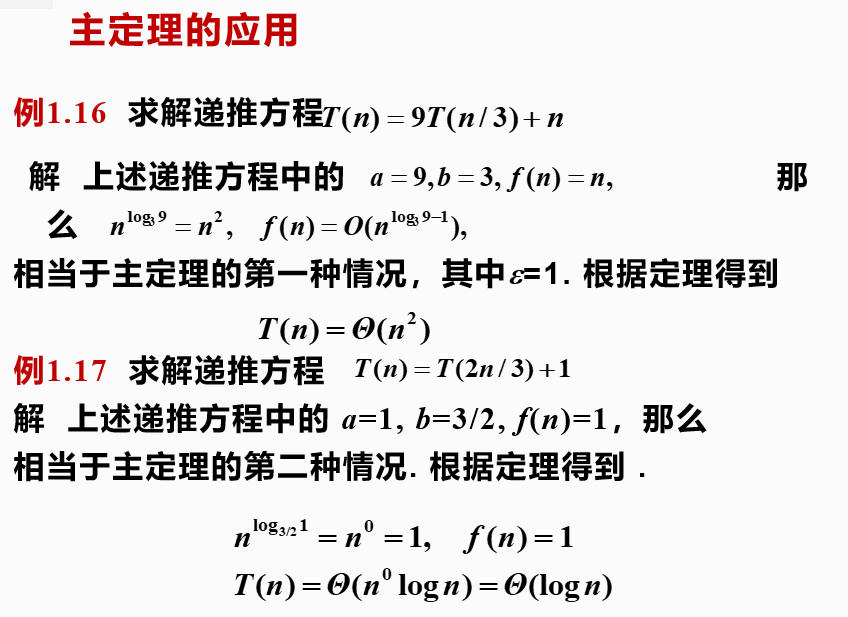 主定理的应用
例1.16 求解递推方程T(n) = 9T(n/3) + n
解 上述递推方程中的 a = 9, b = 3, f(n) = n, 那
么 n^{log_3 9} = n^2, f(n) = O(n^{log_3 9−1}),
相当于主定理的第一种情况，其中ε=1. 根据定理得到
T(n) = Θ(n^2)
例1.17 求解递推方程 T(n) = T(2n/3) + 1
解 上述递推方程中的 a=1, b=3/2, f(n)=1，那么
相当于主定理的第二种情况. 根据定理得到 .
n^{log_{3/2} 1} = n^0 = 1, f(n) = 1
T(n) = Θ(n^0 log n) = Θ(log n)